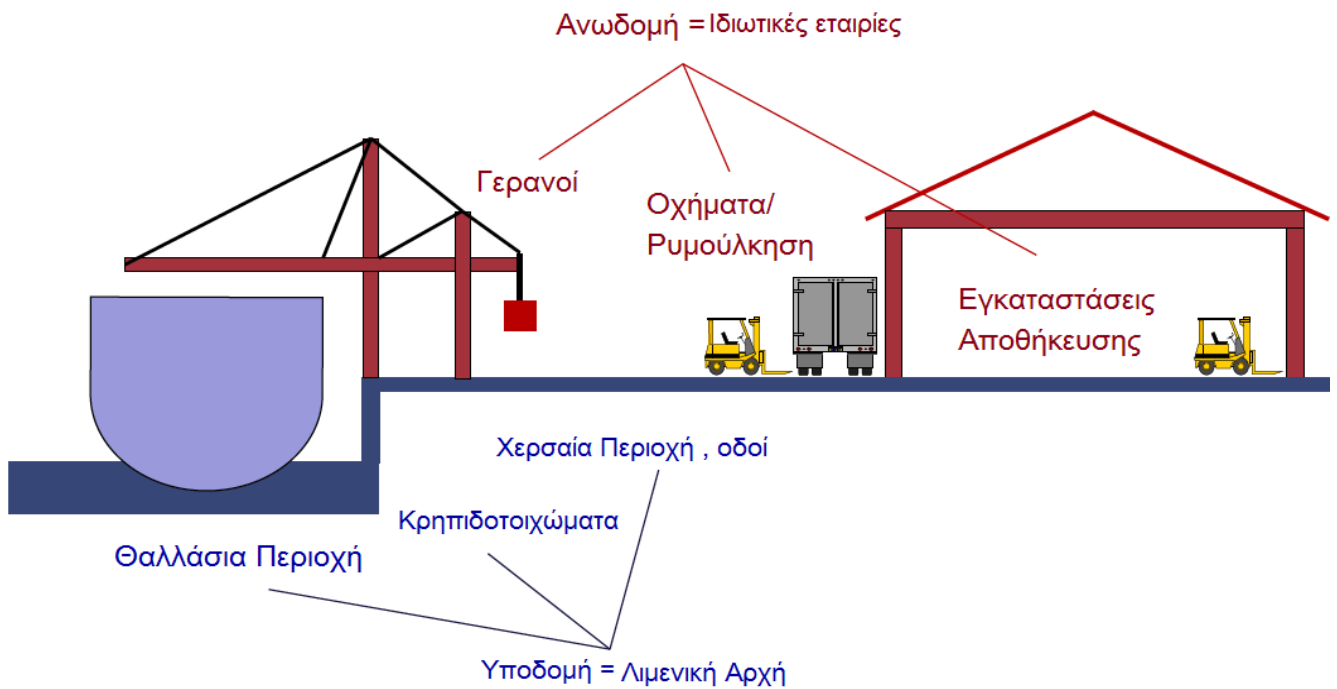 Ανωδομή = Ιδιωτικές εταιρίες
Γερανοί
Οχήματα/
Ρυμούλκηση
Εγκαταστάσεις
Αποθήκευσης
Χερσαία Περιοχή , οδοί
Κρηπιδοτοιχώματα
Θαλλάσια Περιοχή
Υποδομή = Λιμενική Αρχή